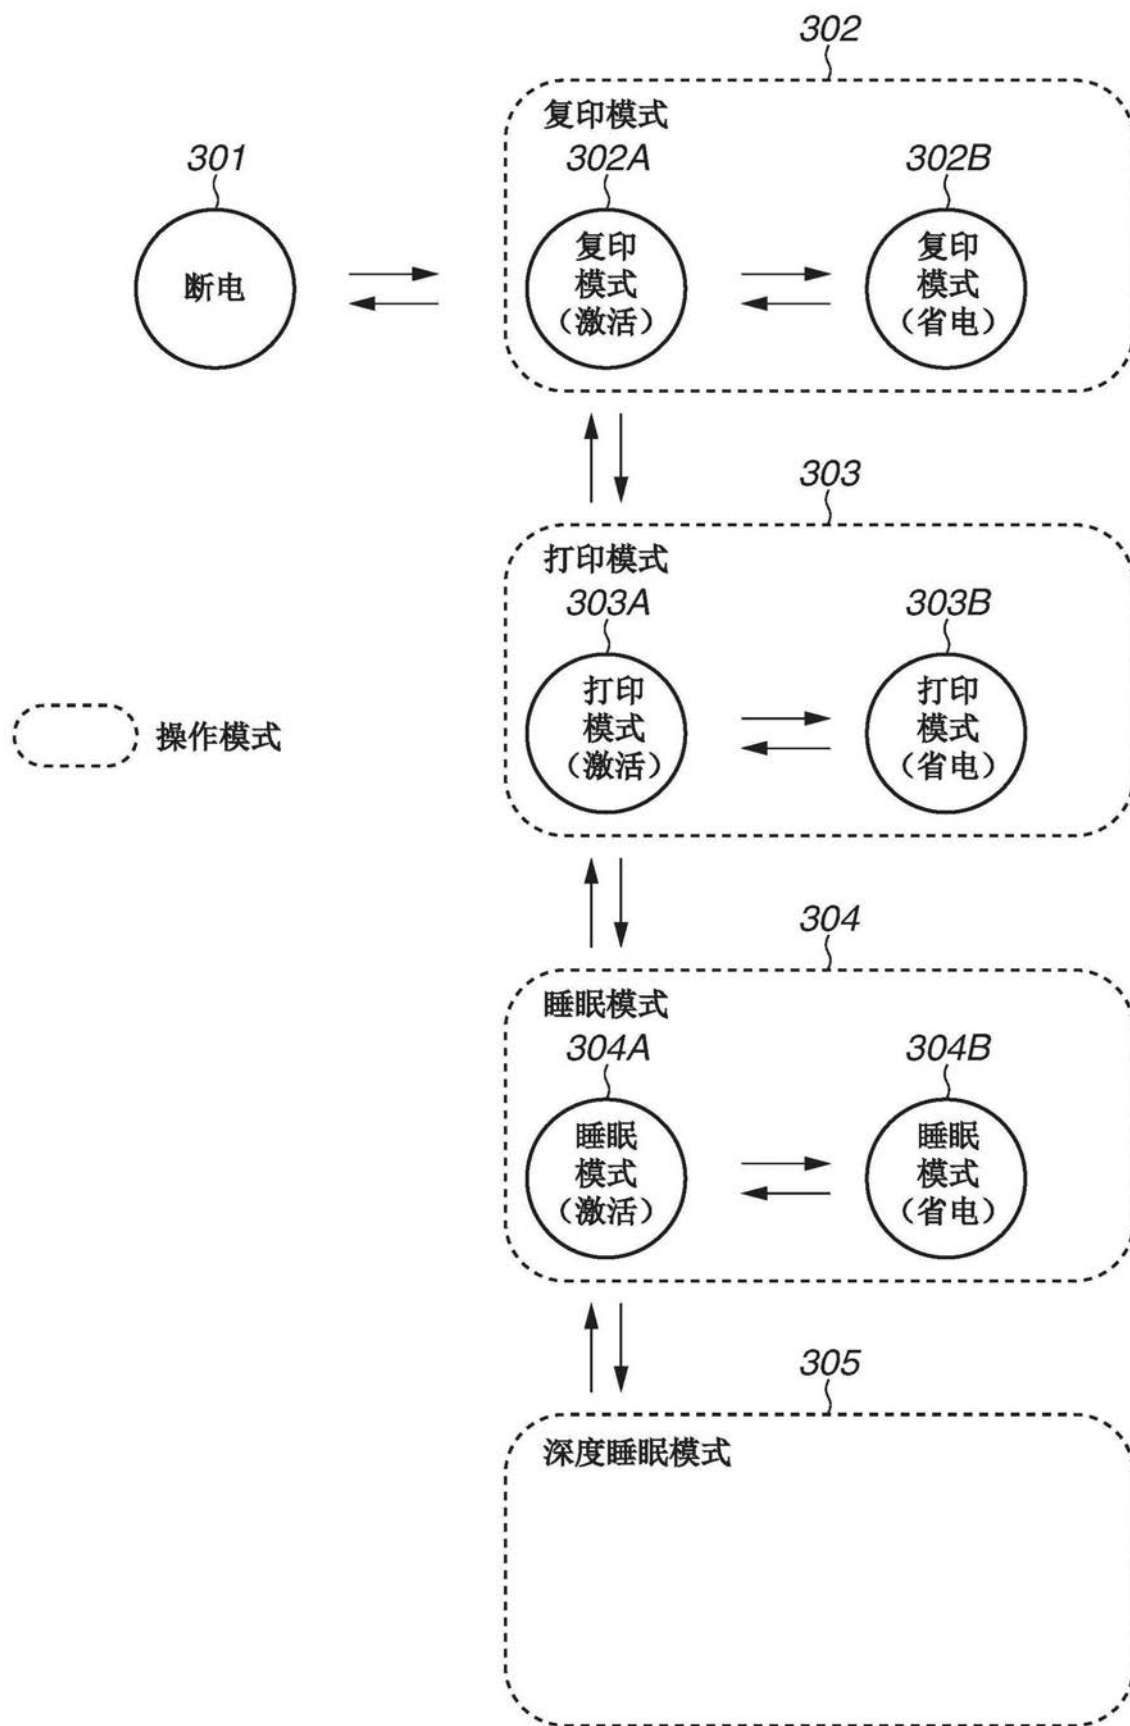 302
复印模式
301
302A
302B
断电
复印
模式
（激活）
复印
模式
（省电）
303
打印模式
303A
303B
打印
模式
（激活）
打印
模式
（省电）
操作模式
304
睡眠模式
304A
304B
睡眠
模式
（激活）
睡眠
模式
（省电）
305
深度睡眠模式